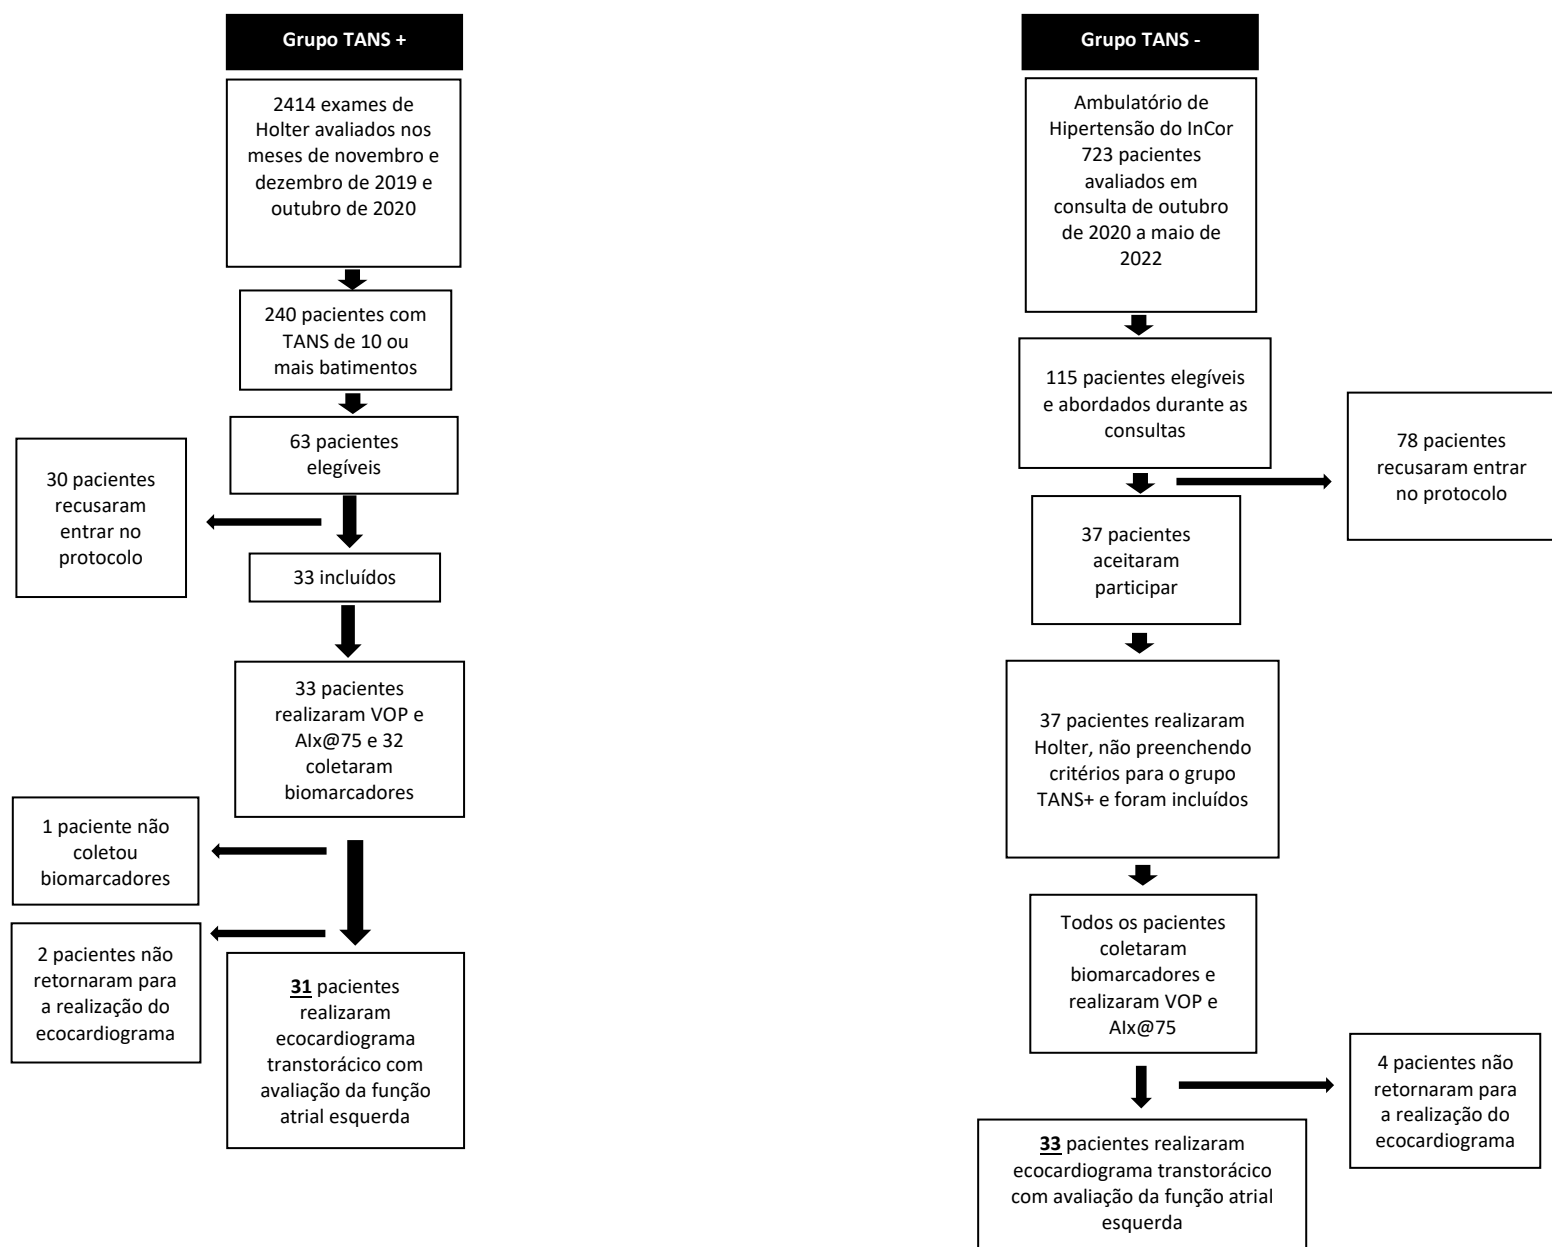 Grupo TANS +
2414 exames de
Holter avaliados nos
meses de novembro e
dezembro de 2019 e
outubro de 2020
240 pacientes com
TANS de 10 ou
mais batimentos
63 pacientes
elegíveis
30 pacientes
recusaram
entrar no
protocolo
33 incluídos
33 pacientes
realizaram VOP e
AIx@75 e 32
coletaram
biomarcadores
1 paciente não
coletou
biomarcadores
2 pacientes não
retornaram para
a realização do
ecocardiograma
31 pacientes
realizaram
ecocardiograma
transtorácico com
avaliação da função
atrial esquerda
Grupo TANS -
Ambulatório de
Hipertensão do InCor
723 pacientes
avaliados em
consulta de outubro
de 2020 a maio de
2022
115 pacientes elegíveis
e abordados durante as
consultas
78 pacientes
recusaram entrar
no protocolo
37 pacientes
aceitaram
participar
37 pacientes realizaram
Holter, não preenchendo
critérios para o grupo
TANS+ e foram incluídos
Todos os pacientes
coletaram
biomarcadores e
realizaram VOP e
AIx@75
4 pacientes não
retornaram para
a realização do
ecocardiograma
33 pacientes realizaram
ecocardiograma transtorácico
com avaliação da função atrial
esquerda